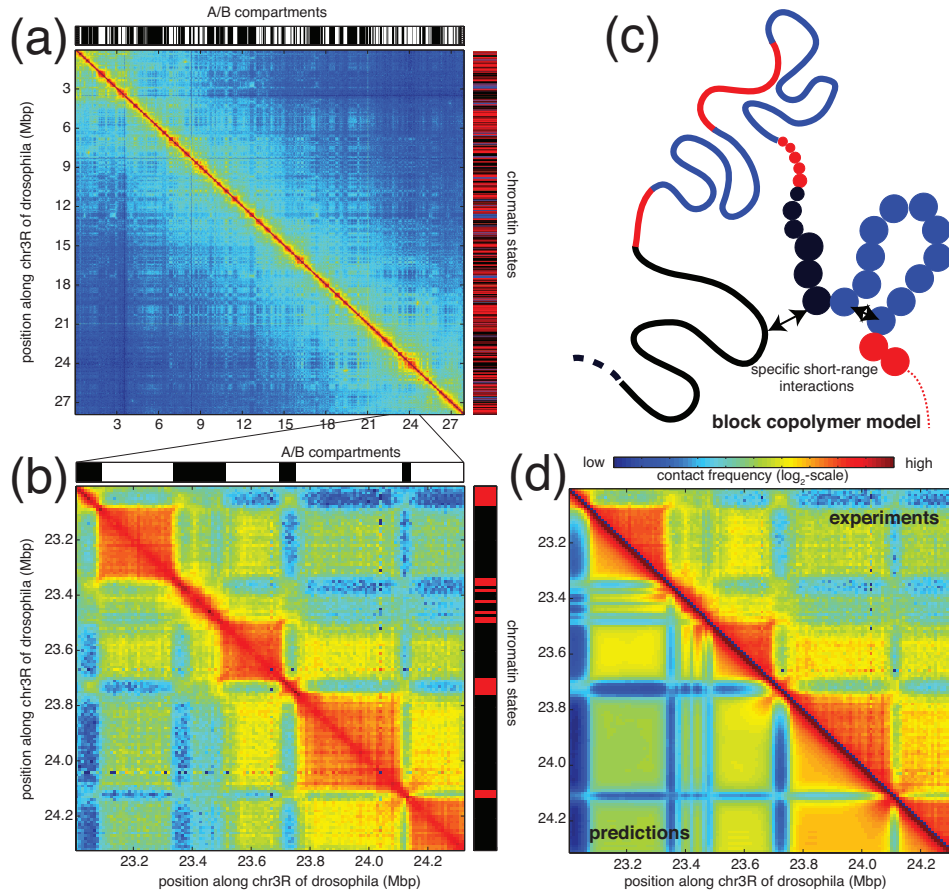 (a)
A/B compartments
position along chr3R of drosophila (Mbp)
3
6
9
12
15
18
21
24
27
3 6 9 12 15 18 21 24 27
chromatin states
(b)
A/B compartments
position along chr3R of drosophila (Mbp)
23.2
23.4
23.6
23.8
24.0
24.2
23.2 23.4 23.6 23.8 24.0 24.2
position along chr3R of drosophila (Mbp)
chromatin states
(c)
specific short-range
interactions
block copolymer model
(d)
low high
contact frequency (log2-scale)
experiments
predictions
23.2
23.4
23.6
23.8
24.0
24.2
23.2 23.4 23.6 23.8 24.0 24.2
position along chr3R of drosophila (Mbp)